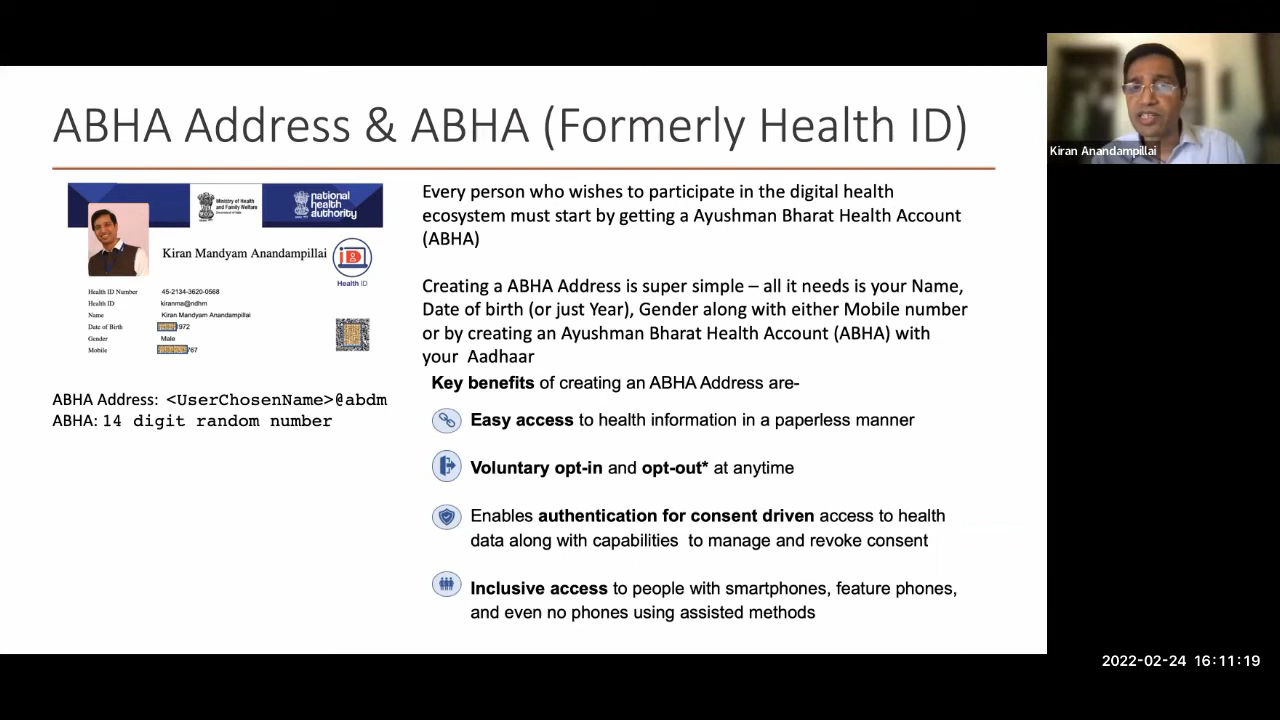 ABHA Address & ABHA (Formerly Health ID)
Kiran Anandampillai
Ministry of Health
and Family Welfare
Government of India
national
health
authority
Kiran Mandyam Anandampillai
Health ID
Health ID Number 45-2134-3620-0568
Health ID kiranma@ndhm
Name Kiran Mandyam Anandampillai
Date of Birth 1972
Gender Male
Mobile 767
ABHA Address: <UserChosenName>@abdm
ABHA: 14 digit random number
Every person who wishes to participate in the digital health
ecosystem must start by getting a Ayushman Bharat Health Account
(ABHA)
Creating a ABHA Address is super simple – all it needs is your Name,
Date of birth (or just Year), Gender along with either Mobile number
or by creating an Ayushman Bharat Health Account (ABHA) with
your Aadhaar
Key benefits of creating an ABHA Address are-
Easy access to health information in a paperless manner
Voluntary opt-in and opt-out* at anytime
Enables authentication for consent driven access to health
data along with capabilities to manage and revoke consent
Inclusive access to people with smartphones, feature phones,
and even no phones using assisted methods
2022-02-24 16:11:19